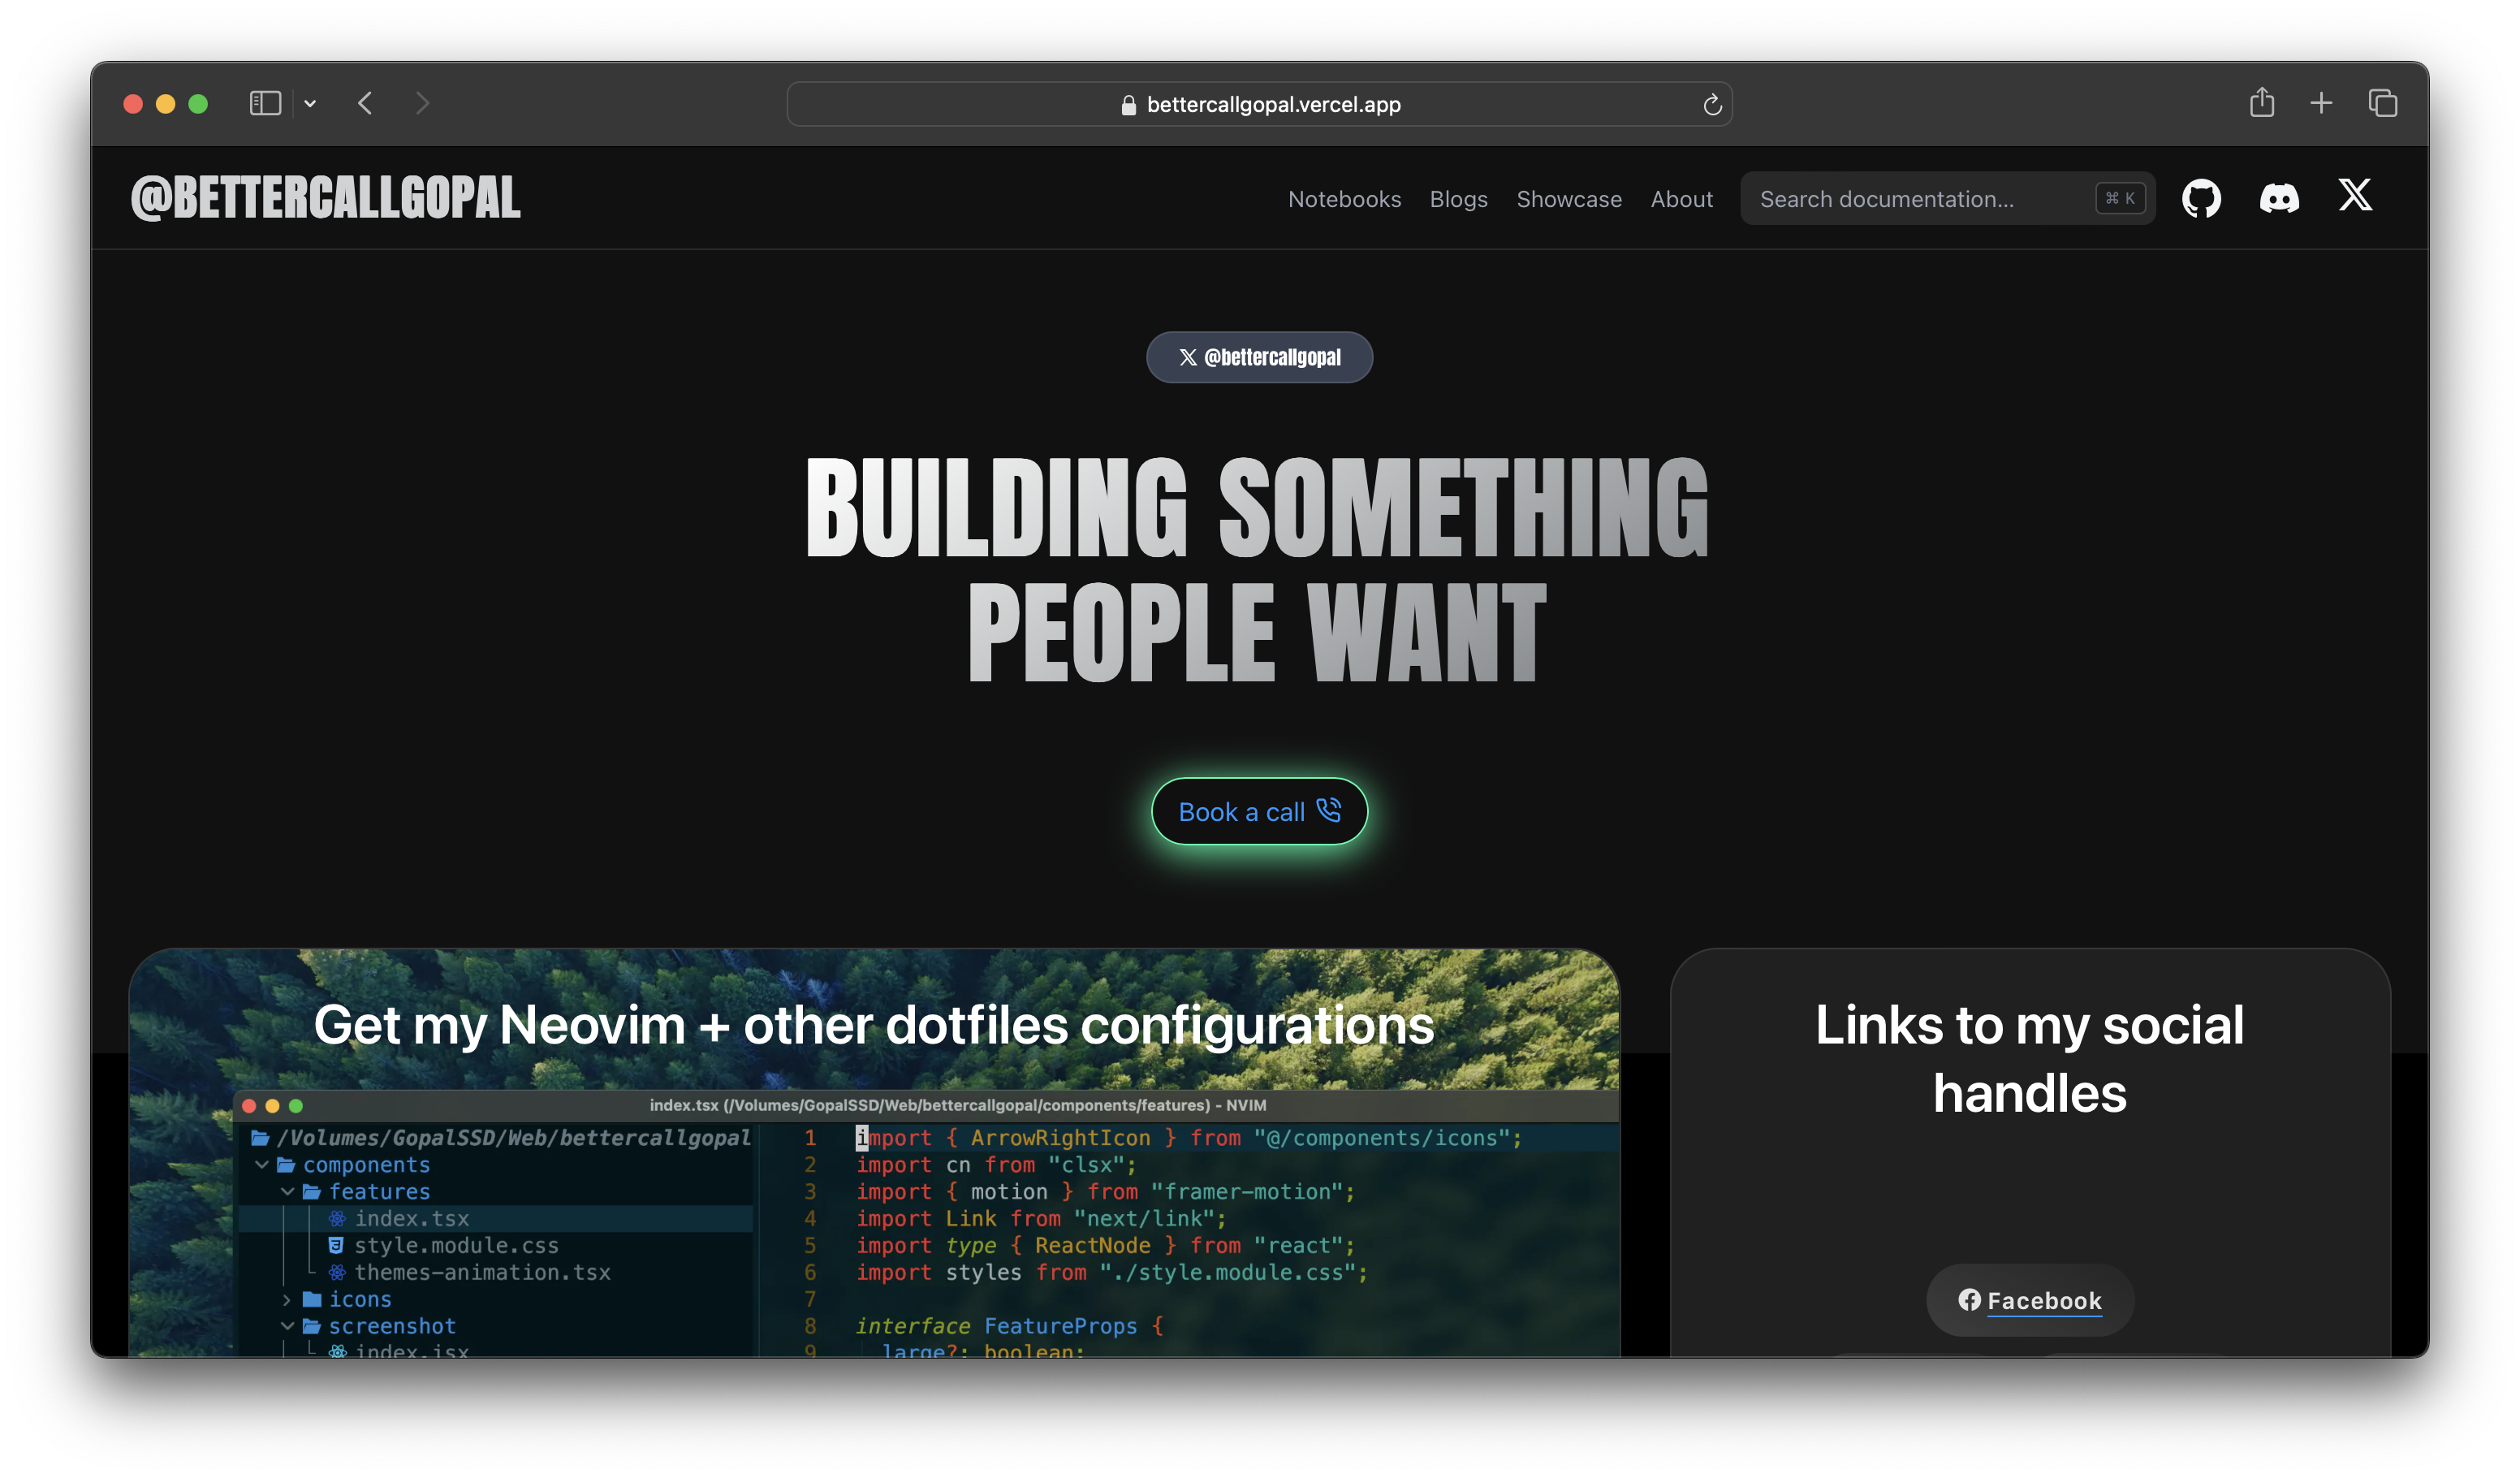 bettercallgopal.vercel.app
@BETTERCALLGOPAL
Notebooks Blogs Showcase About Search documentation... ⌘ K
@bettercallgopal
BUILDING SOMETHING
PEOPLE WANT
Book a call
Get my Neovim + other dotfiles configurations
index.tsx (/Volumes/GopalSSD/Web/bettercallgopal/components/features) - NVIM
/Volumes/GopalSSD/Web/bettercallgopal
components
features
index.tsx
style.module.css
themes-animation.tsx
icons
screenshot
index.jsx
1 import { ArrowRightIcon } from "@/components/icons";
2 import cn from "clsx";
3 import { motion } from "framer-motion";
4 import Link from "next/link";
5 import type { ReactNode } from "react";
6 import styles from "./style.module.css";
7
8 interface FeatureProps {
9 large?: boolean;
Links to my social
handles
Facebook